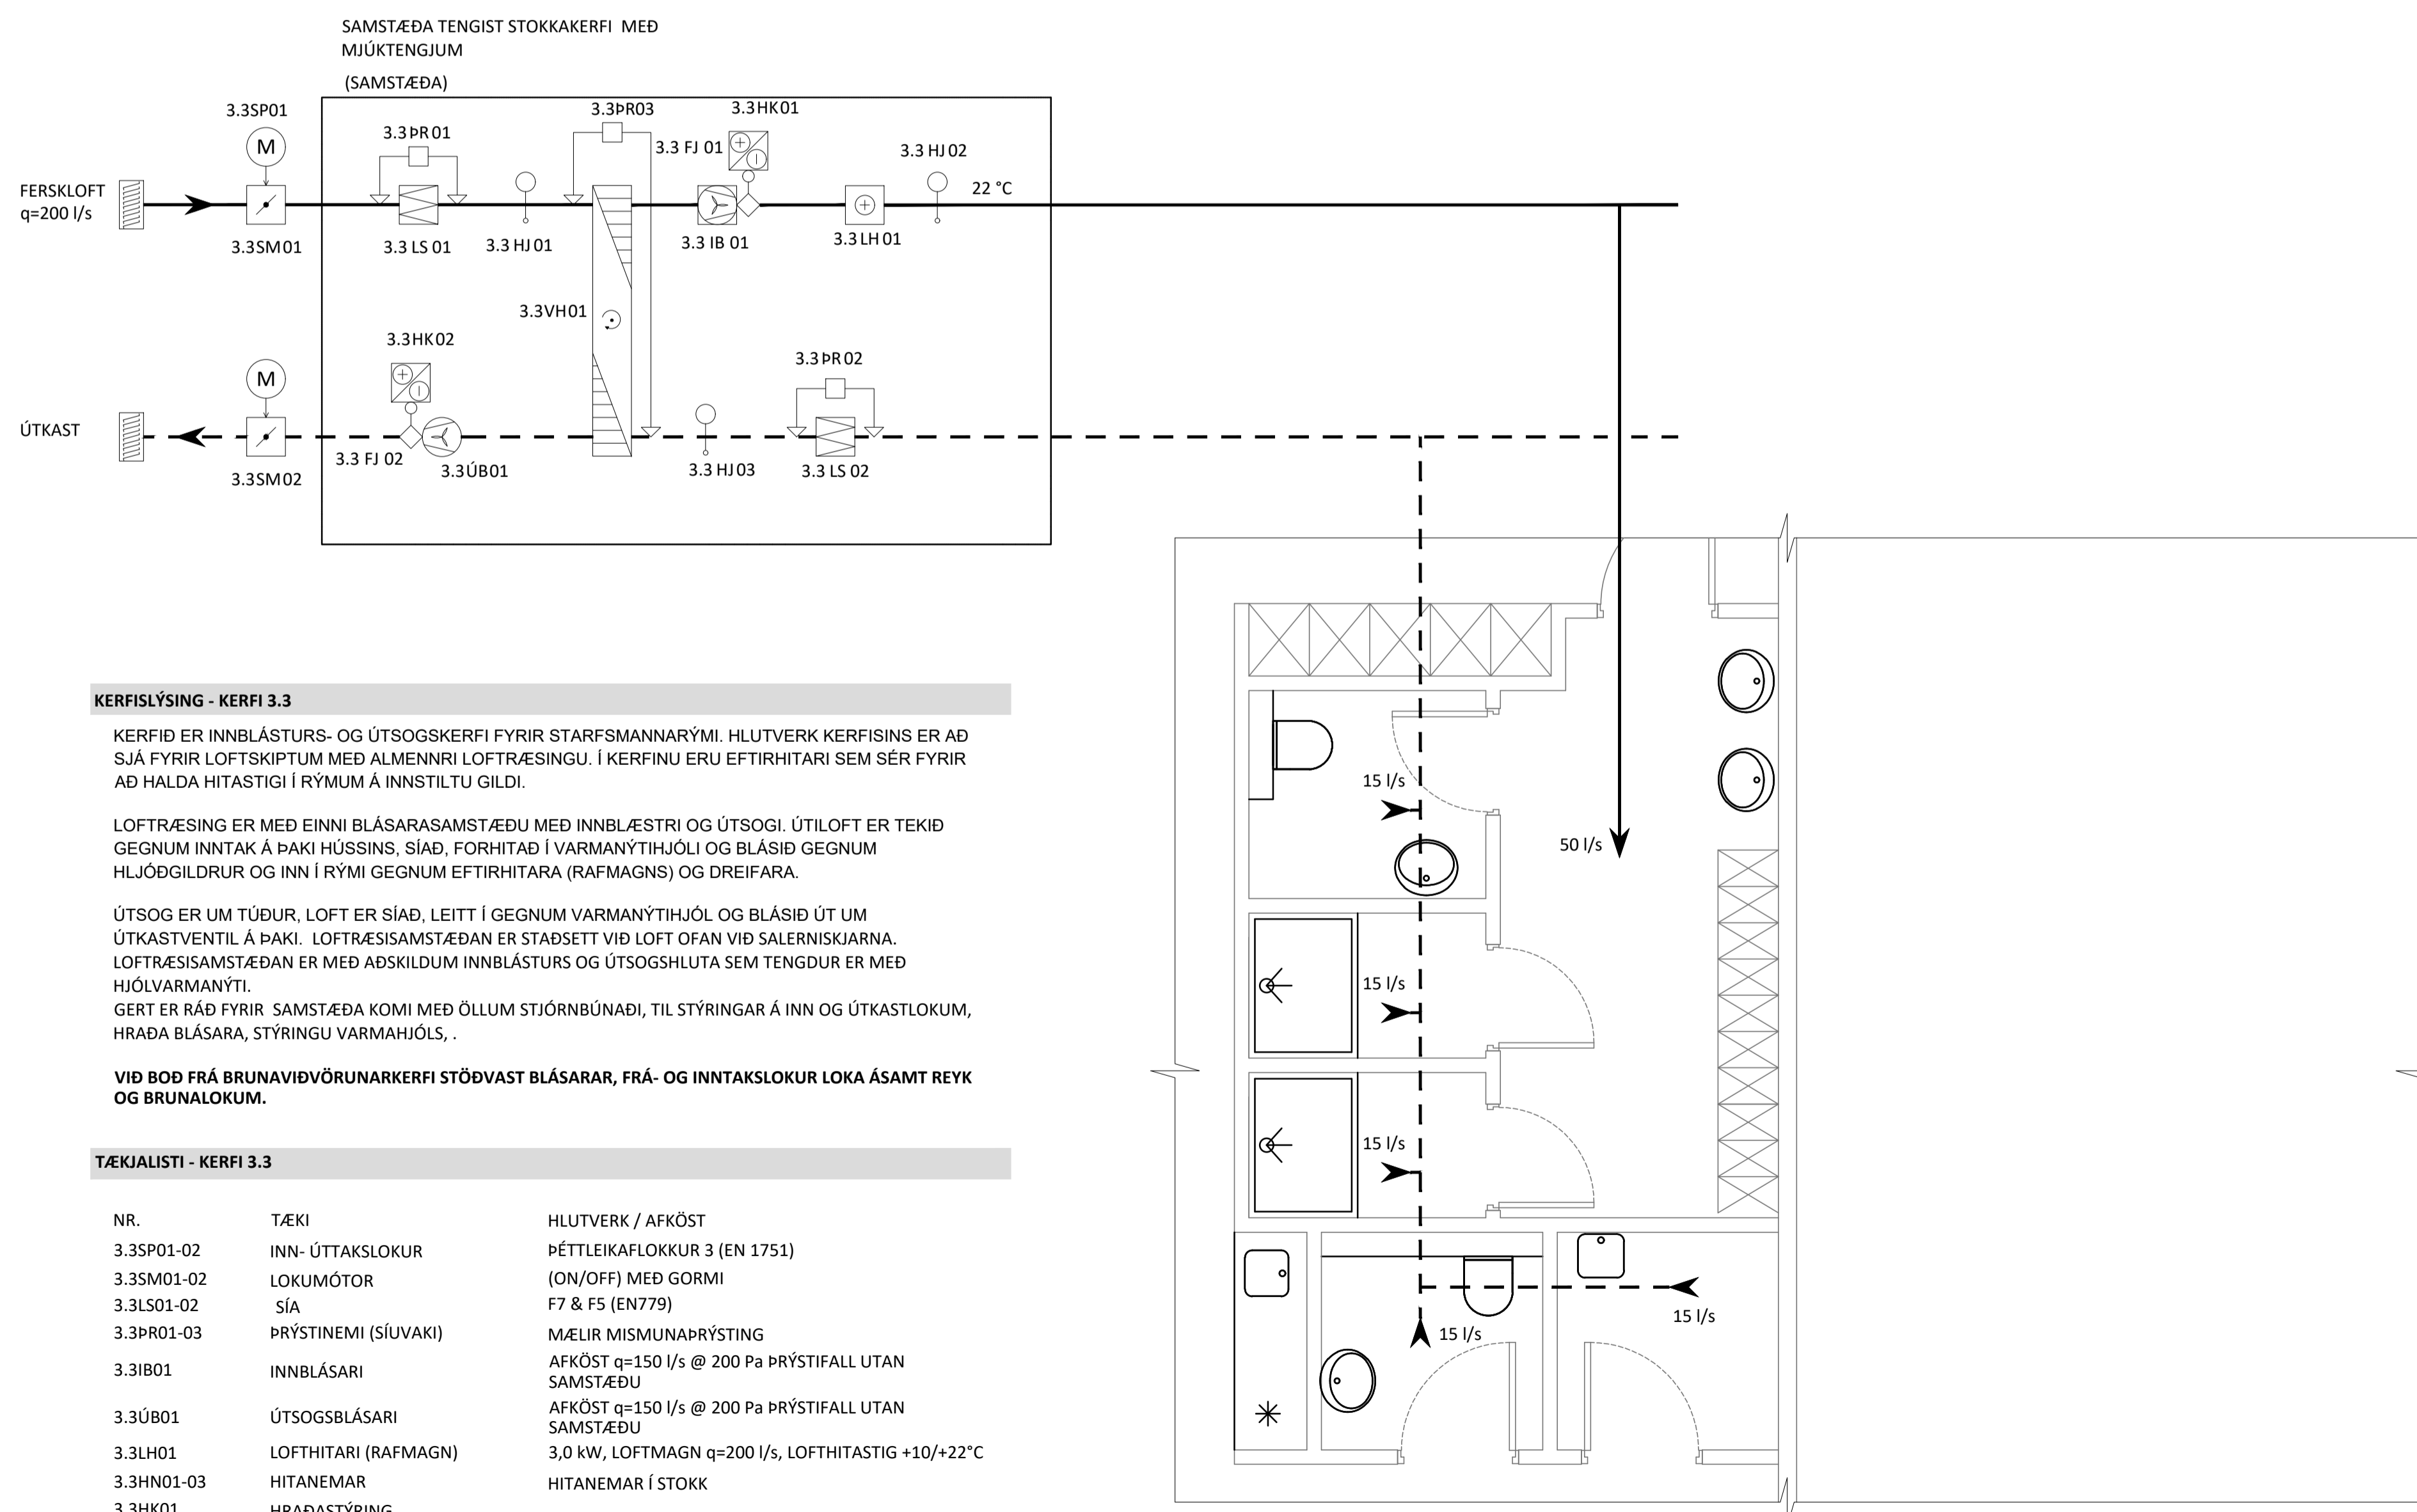 SAMSTÆÐA TENGIST STOKKAKERFI MEÐ
MJÚKTENGJUM
(SAMSTÆÐA)
3.3SP01
3.3ÞR01
3.3ÞR03
3.3HK01
M
3.3 FJ 01
3.3 HJ 02
FERSKLOFT
q=200 l/s
22 °C
3.3SM01
3.3 LS 01
3.3 HJ 01
3.3 IB 01
3.3 LH 01
3.3VH01
3.3HK02
3.3ÞR02
M
ÚTKAST
3.3SM02
3.3 FJ 02
3.3ÚB01
3.3 HJ 03
3.3 LS 02
KERFISLÝSING - KERFI 3.3
KERFIÐ ER INNBLÁSTURS- OG ÚTSOGSKERFI FYRIR STARFSMANNARÝMI. HLUTVERK KERFISINS ER AÐ
SJÁ FYRIR LOFTSKIPTUM MEÐ ALMENNRI LOFTRÆSINGU. Í KERFINU ERU EFTIRHITARI SEM SÉR FYRIR
AÐ HALDA HITASTIGI Í RÝMUM Á INNSTILTU GILDI.
LOFTRÆSING ER MEÐ EINNI BLÁSARASAMSTÆÐU MEÐ INNBLÆSTRI OG ÚTSOGI. ÚTILOFT ER TEKIÐ
GEGNUM INNTAK Á ÞAKI HÚSSINS, SÍAÐ, FORHITAÐ Í VARMANÝTIHJÓLI OG BLÁSIÐ GEGNUM
HLJÓÐGILDRUR OG INN Í RÝMI GEGNUM EFTIRHITARA (RAFMAGNS) OG DREIFARA.
ÚTSOG ER UM TÚÐUR, LOFT ER SÍAÐ, LEITT Í GEGNUM VARMANÝTIHJÓL OG BLÁSIÐ ÚT UM
ÚTKASTVENTIL Á ÞAKI. LOFTRÆSISAMSTÆÐAN ER STAÐSETT VIÐ LOFT OFAN VIÐ SALERNISKJARNA.
LOFTRÆSISAMSTÆÐAN ER MEÐ AÐSKILDUM INNBLÁSTURS OG ÚTSOGSHLUTA SEM TENGDUR ER MEÐ
HJÓLVARMANÝTI.
GERT ER RÁÐ FYRIR SAMSTÆÐA KOMI MEÐ ÖLLUM STJÓRNBÚNAÐI, TIL STÝRINGAR Á INN OG ÚTKASTLOKUM,
HRAÐA BLÁSARA, STÝRINGU VARMAHJÓLS, .
VIÐ BOÐ FRÁ BRUNAVIÐVÖRUNARKERFI STÖÐVAST BLÁSARAR, FRÁ- OG INNTAKSLOKUR LOKA ÁSAMT REYK
OG BRUNALOKUM.
TÆKJALISTI - KERFI 3.3
NR. TÆKI HLUTVERK / AFKÖST
3.3SP01-02 INN- ÚTTAKSLOKUR ÞÉTTLEIKAFLOKKUR 3 (EN 1751)
3.3SM01-02 LOKUMÓTOR (ON/OFF) MEÐ GORMI
3.3LS01-02 SÍA F7 & F5 (EN779)
3.3ÞR01-03 ÞRÝSTINEMI (SÍUVAKI) MÆLIR MISMUNAÞRÝSTING
3.3IB01 INNBLÁSARI AFKÖST q=150 l/s @ 200 Pa ÞRÝSTIFALL UTAN
SAMSTÆÐU
3.3ÚB01 ÚTSOGSBLÁSARI AFKÖST q=150 l/s @ 200 Pa ÞRÝSTIFALL UTAN
SAMSTÆÐU
3.3LH01 LOFTHITARI (RAFMAGN) 3,0 kW, LOFTMAGN q=200 l/s, LOFTHITASTIG +10/+22°C
3.3HN01-03 HITANEMAR HITANEMAR Í STOKK
3.3HK01 HRAÐASTÝRING
15 l/s
50 l/s
15 l/s
15 l/s
15 l/s
15 l/s